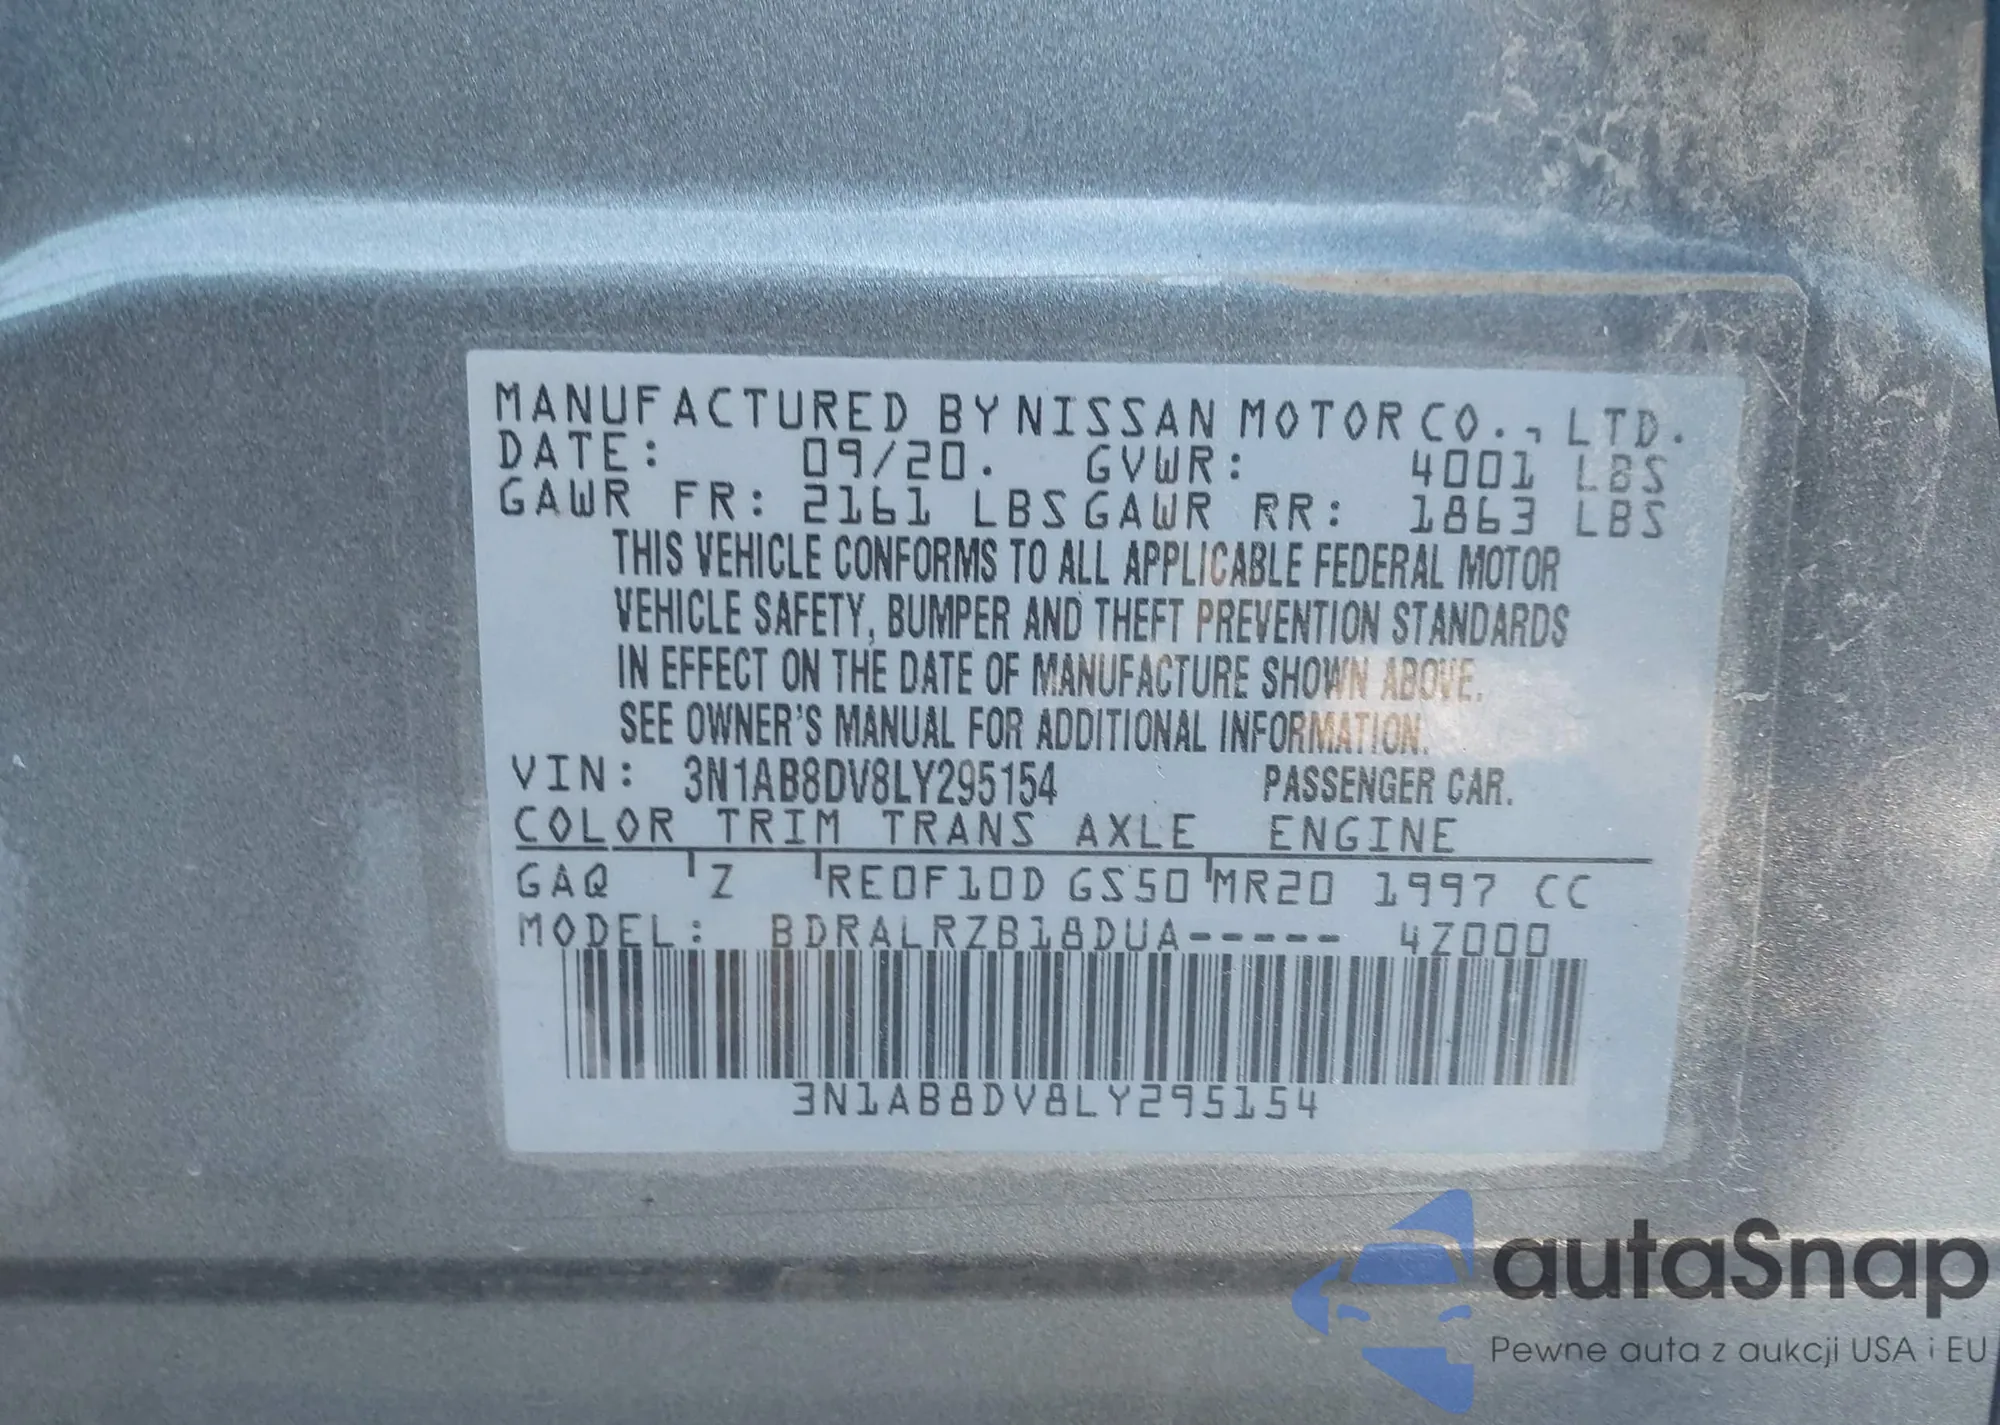 MANUFACTURED BY NISSAN MOTOR CO., LTD.
DATE: 09/20. GVWR: 4001 LBS
GAWR FR: 2161 LBS GAWR RR: 1863 LBS
THIS VEHICLE CONFORMS TO ALL APPLICABLE FEDERAL MOTOR
VEHICLE SAFETY, BUMPER AND THEFT PREVENTION STANDARDS
IN EFFECT ON THE DATE OF MANUFACTURE SHOWN ABOVE.
SEE OWNER'S MANUAL FOR ADDITIONAL INFORMATION.
VIN: 3N1AB8DV8LY295154 PASSENGER CAR.
COLOR TRIM TRANS AXLE ENGINE
GAQ Z RE0F10D GS50 MR20 1997 CC
MODEL: BDRALRZB18DUA----- 4Z000
3N1AB8DV8LY295154
autaSnap
Pewne auta z aukcji USA i EU